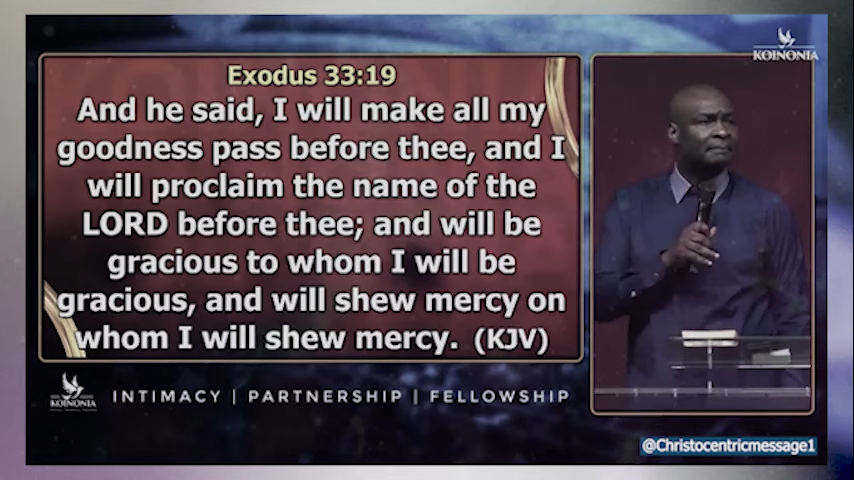 KOINONIA
Exodus 33:19
And he said, I will make all my
goodness pass before thee, and I
will proclaim the name of the
LORD before thee; and will be
gracious to whom I will be
gracious, and will shew mercy on
whom I will shew mercy. (KJV)
KOINONIA
INTIMACY | PARTNERSHIP | FELLOWSHIP
@Christocentricmessage1